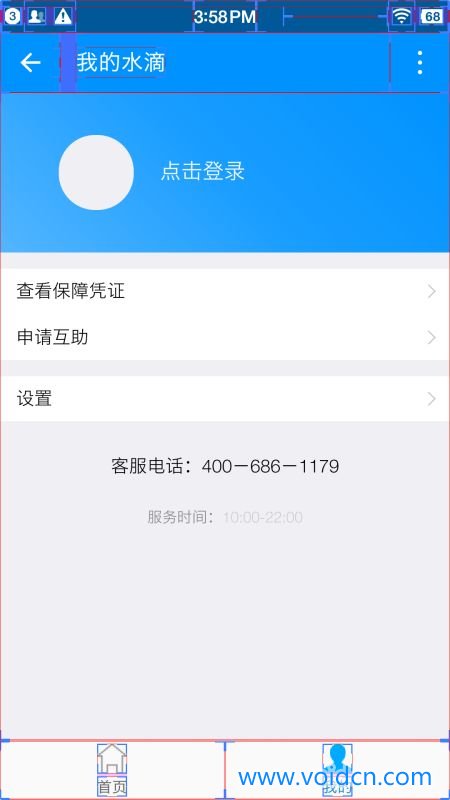 3 3:58 PM 68
我的水滴
点击登录
查看保障凭证
申请互助
设置
客服电话：400-686-1179
服务时间：10:00-22:00
首页 我的
www.voidcn.com